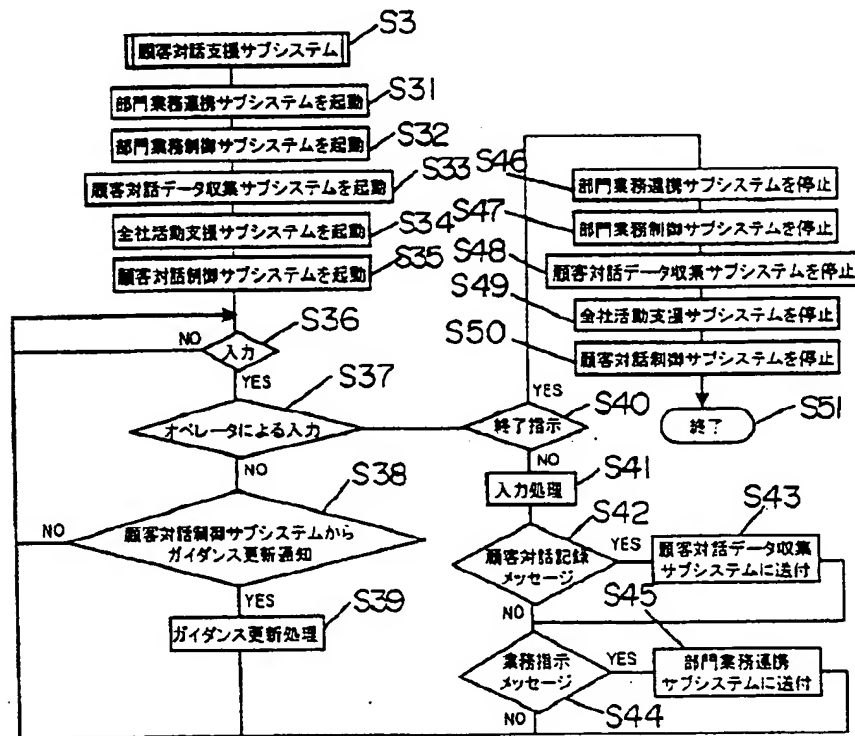 顧客対話支援サブシステム
S3
部門業務連携サブシステムを起動
S31
部門業務制御サブシステムを起動
S32
顧客対話データ収集サブシステムを起動
S33
全社活動支援サブシステムを起動
S34
顧客対話制御サブシステムを起動
S35
入力
S36
NO
YES
オペレータによる入力
S37
NO
顧客対話制御サブシステムから
ガイダンス更新通知
S38
NO
YES
ガイダンス更新処理
S39
終了指示
S40
YES
NO
入力処理
S41
顧客対話記録
メッセージ
S42
YES
NO
顧客対話データ収集
サブシステムに送付
S43
業務指示
メッセージ
S44
YES
NO
部門業務連携
サブシステムに送付
S45
S46
部門業務連携サブシステムを停止
S47
部門業務制御サブシステムを停止
S48
顧客対話データ収集サブシステムを停止
S49
全社活動支援サブシステムを停止
S50
顧客対話制御サブシステムを停止
終了
S51